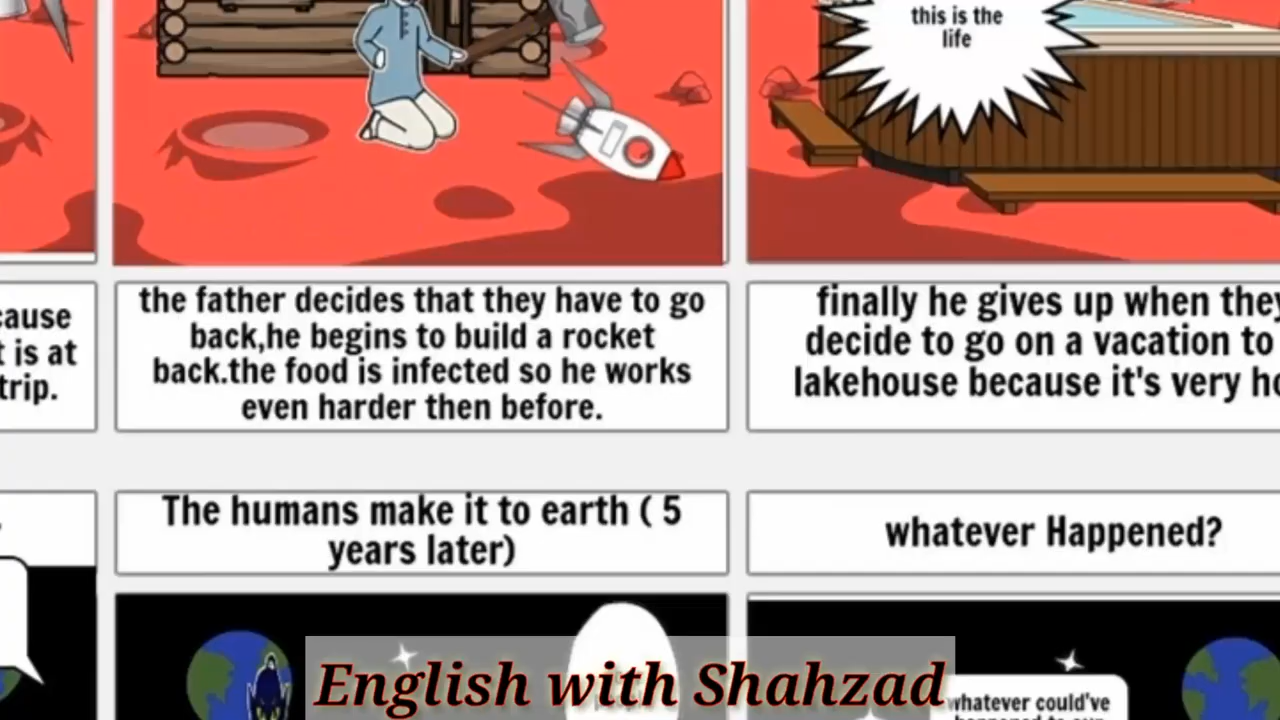 this is the
life
cause
t is at
trip.
the father decides that they have to go
back,he begins to build a rocket
back.the food is infected so he works
even harder then before.
finally he gives up when they
decide to go on a vacation to
lakehouse because it's very
The humans make it to earth ( 5
years later)
whatever Happened?
English with Shahzad
whatever could've